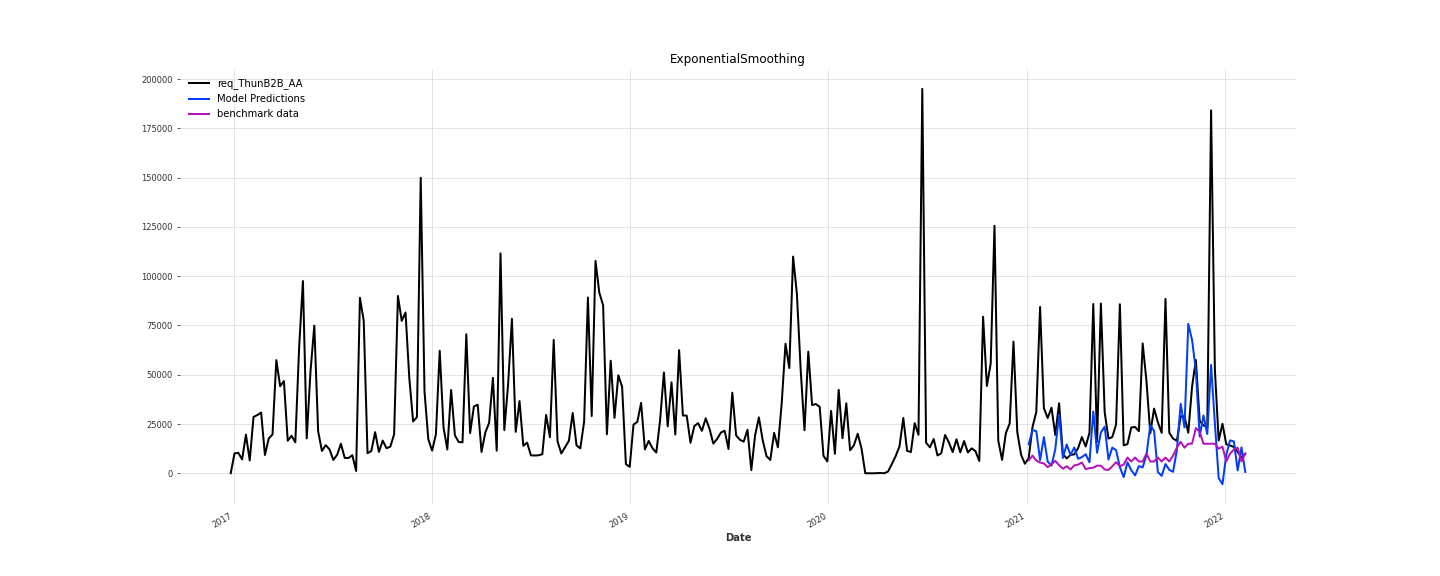 ExponentialSmoothing
req_ThunB2B_AA
Model Predictions
benchmark data
200000
175000
150000
125000
100000
75000
50000
25000
0
2017 2018 2019 2020 2021 2022
Date